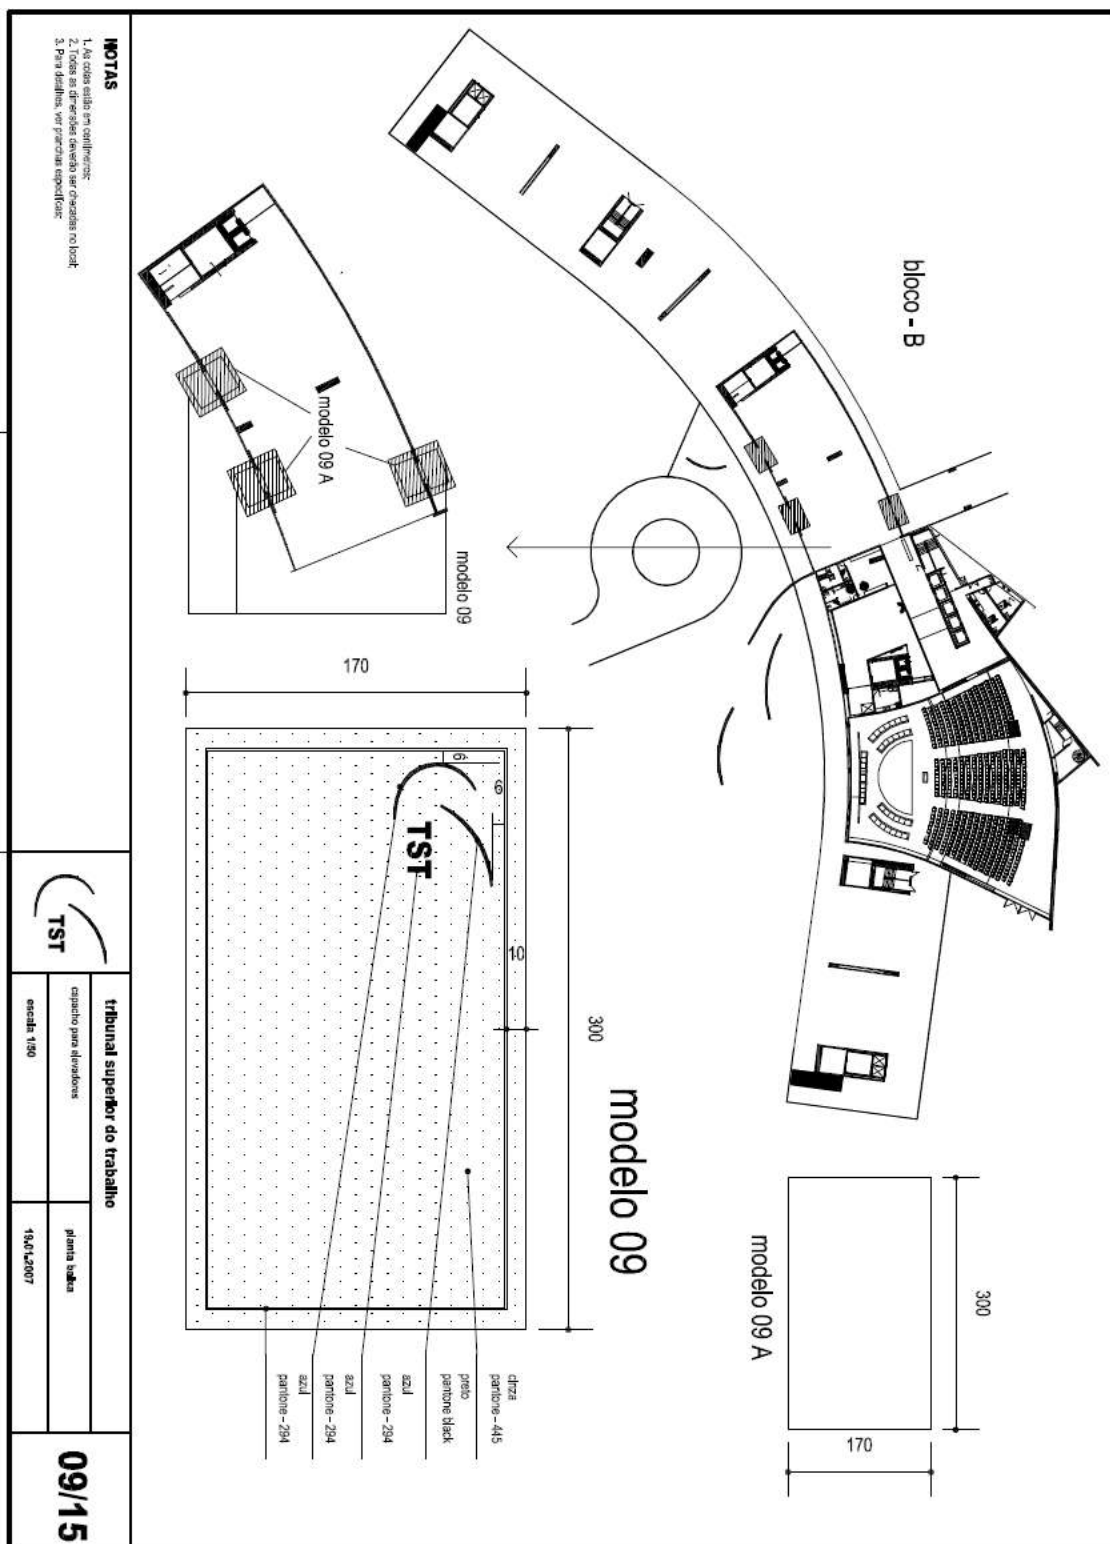 bloco - B
modelo 09 A
modelo 09
modelo 09
300
170
10
6
6
TST
cinza
pantone - 445
preto
pantone black
azul
pantone - 294
azul
pantone - 294
azul
pantone - 294
300
170
modelo 09 A
NOTAS
1. As cotas estão em centímetros;
2. Todas as dimensões deverão ser checadas no local;
3. Para detalhes, ver pranchas específicas;
TST
tribunal superior do trabalho
capacho para elevadores
planta baixa
escala 1/50
19.01.2007
09/15